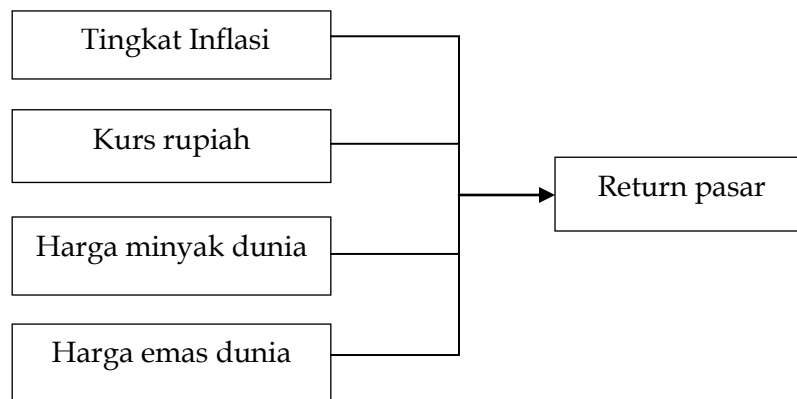 Tingkat Inflasi
Kurs rupiah
Harga minyak dunia
Harga emas dunia
Return pasar